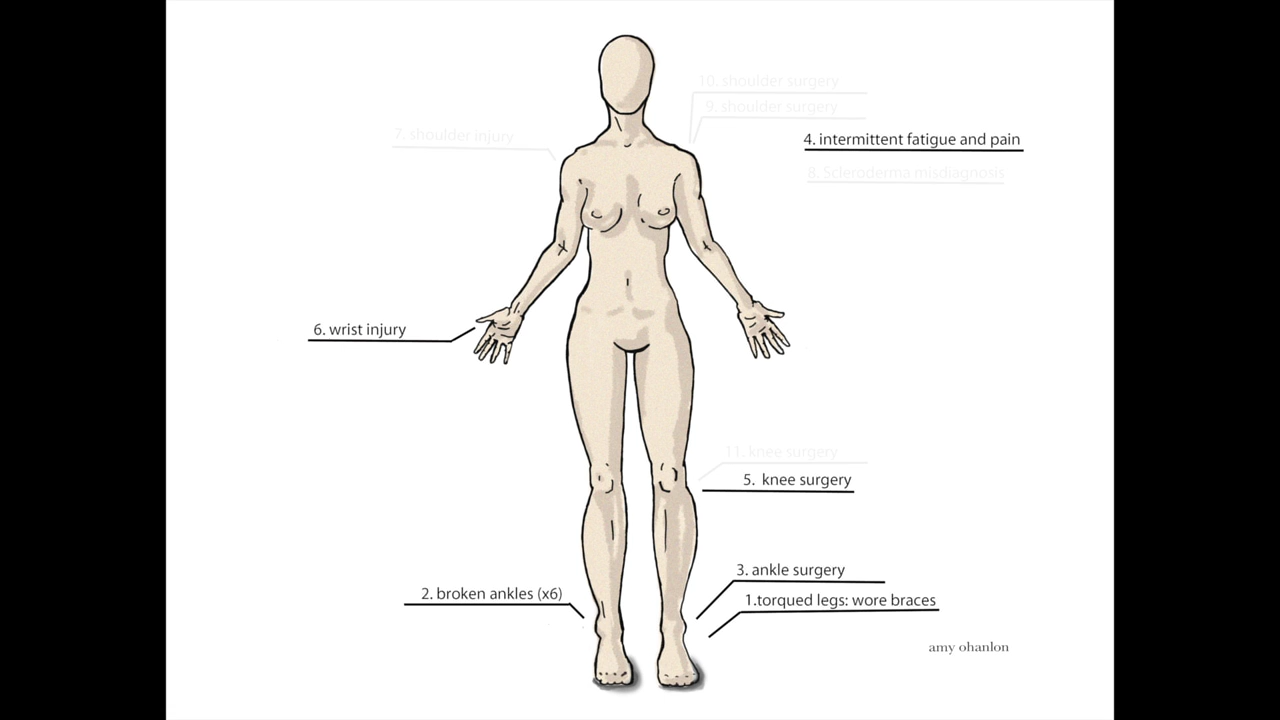 10. shoulder surgery
9. shoulder surgery
7. shoulder injury
4. intermittent fatigue and pain
8. Scleroderma misdiagnosis
6. wrist injury
11. knee surgery
5. knee surgery
3. ankle surgery
2. broken ankles (x6)
1.torqued legs: wore braces
amy ohanlon